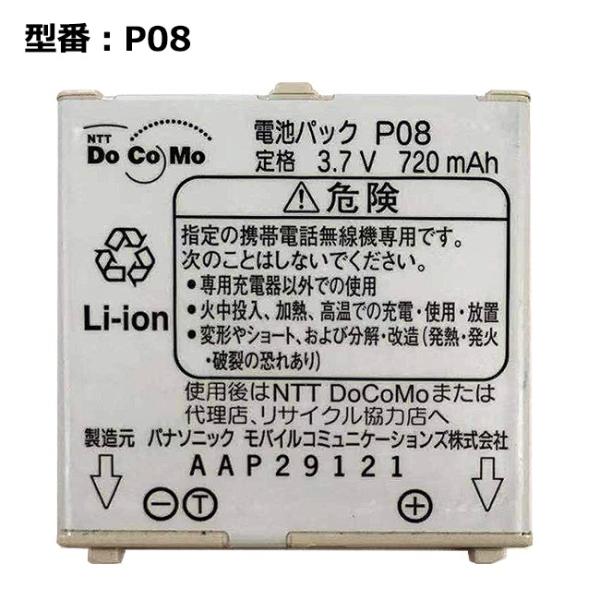 型番：P08
NTT
DoCoMo
電池パック P08
定格 3.7V 720mAh
⚠危険
指定の携帯電話無線機専用です。
次のことはしないでください。
•専用充電器以外での使用
•火中投入、加熱、高温での充電・使用・放置
•変形やショート、および分解・改造（発熱・発火
・破裂の恐れあり）
Li-ion
使用後はNTT DoCoMoまたは
代理店、リサイクル協力店へ
製造元 パナソニック モバイルコミュニケーションズ株式会社
AAP29121
⊖Ⓣ ⊕